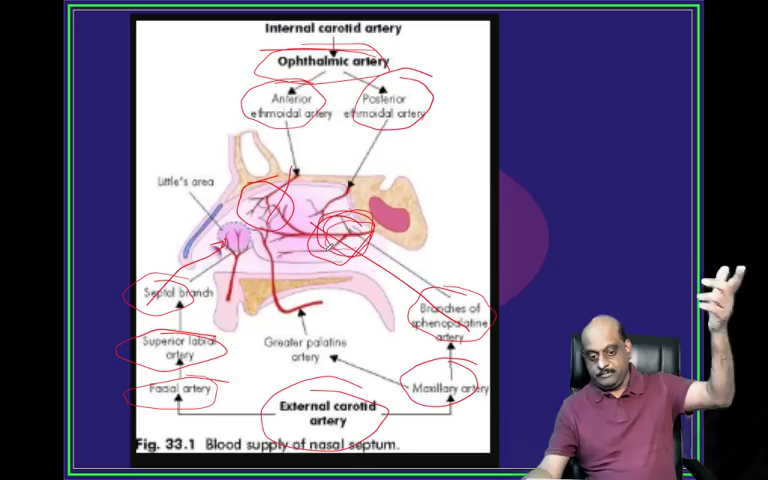 Internal carotid artery
Ophthalmic artery
Anterior
ethmoidal artery
Posterior
ethmoidal artery
Little's area
Septal branch
Superior labial
artery
Facial artery
Greater palatine
artery
Branches of
sphenopalatine
artery
Maxillary artery
External carotid
artery
Fig. 33.1 Blood supply of nasal septum.